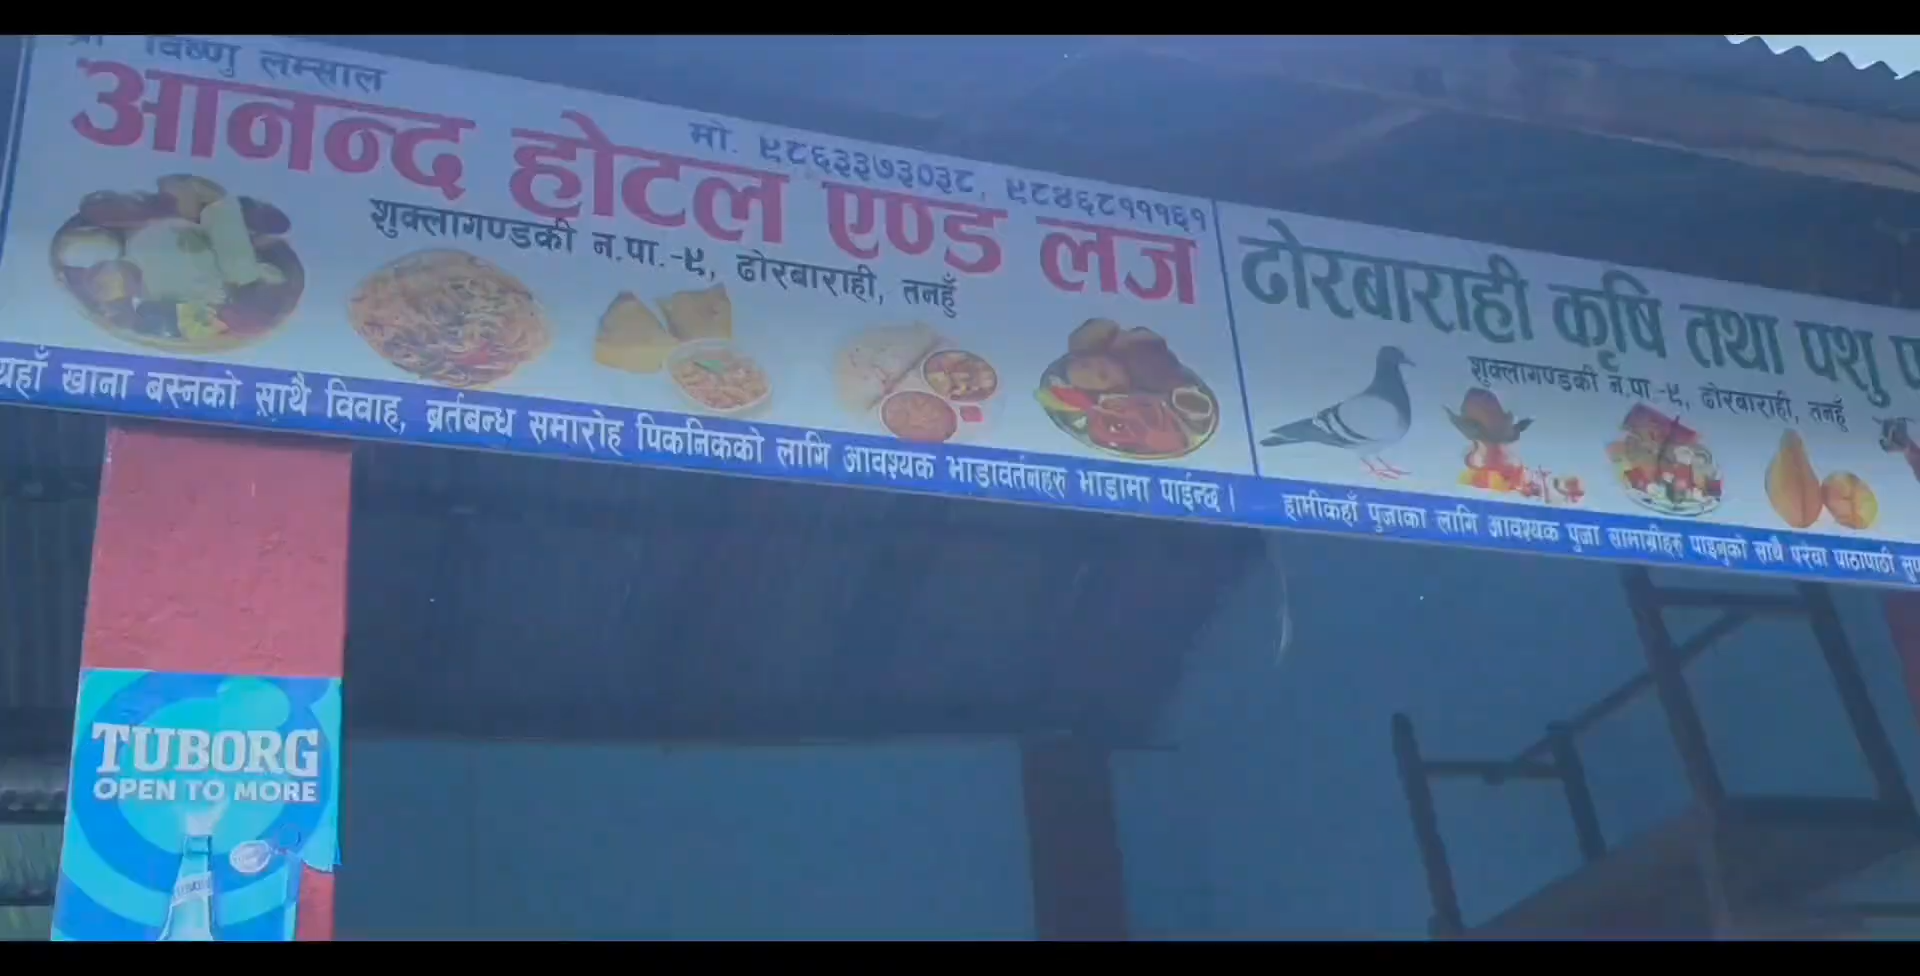 विष्णु लम्साल
मो. ९८६३३७३०३८, ९८४६८१११६१
आनन्द होटल एण्ड लज
शुक्लागण्डकी न.पा.-५, ढोरबाराही, तनहुँ
यहाँ खाना बस्नको साथै विवाह, ब्रर्तबन्ध समारोह पिकनिकको लागि आवश्यक भाडावर्तनहरु भाडामा पाईन्छ।
ढोरबाराही कृषि तथा पशु
शुक्लागण्डकी न.पा.-५, ढोरबाराही, तनहुँ
हामीकहाँ पुजाका लागि आवश्यक पुजा सामाग्रीहरु पाइनुको साथै परेवा पाठापाठी
TUBORG
OPEN TO MORE